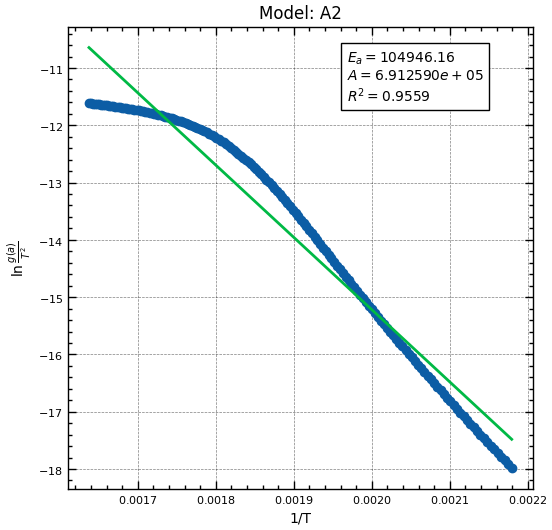 Model: A2
E_a = 104946.16
A = 6.912590e + 05
R^2 = 0.9559
ln g(a)/T^2
−11
−12
−13
−14
−15
−16
−17
−18
0.0017 0.0018 0.0019 0.0020 0.0021 0.0022
1/T